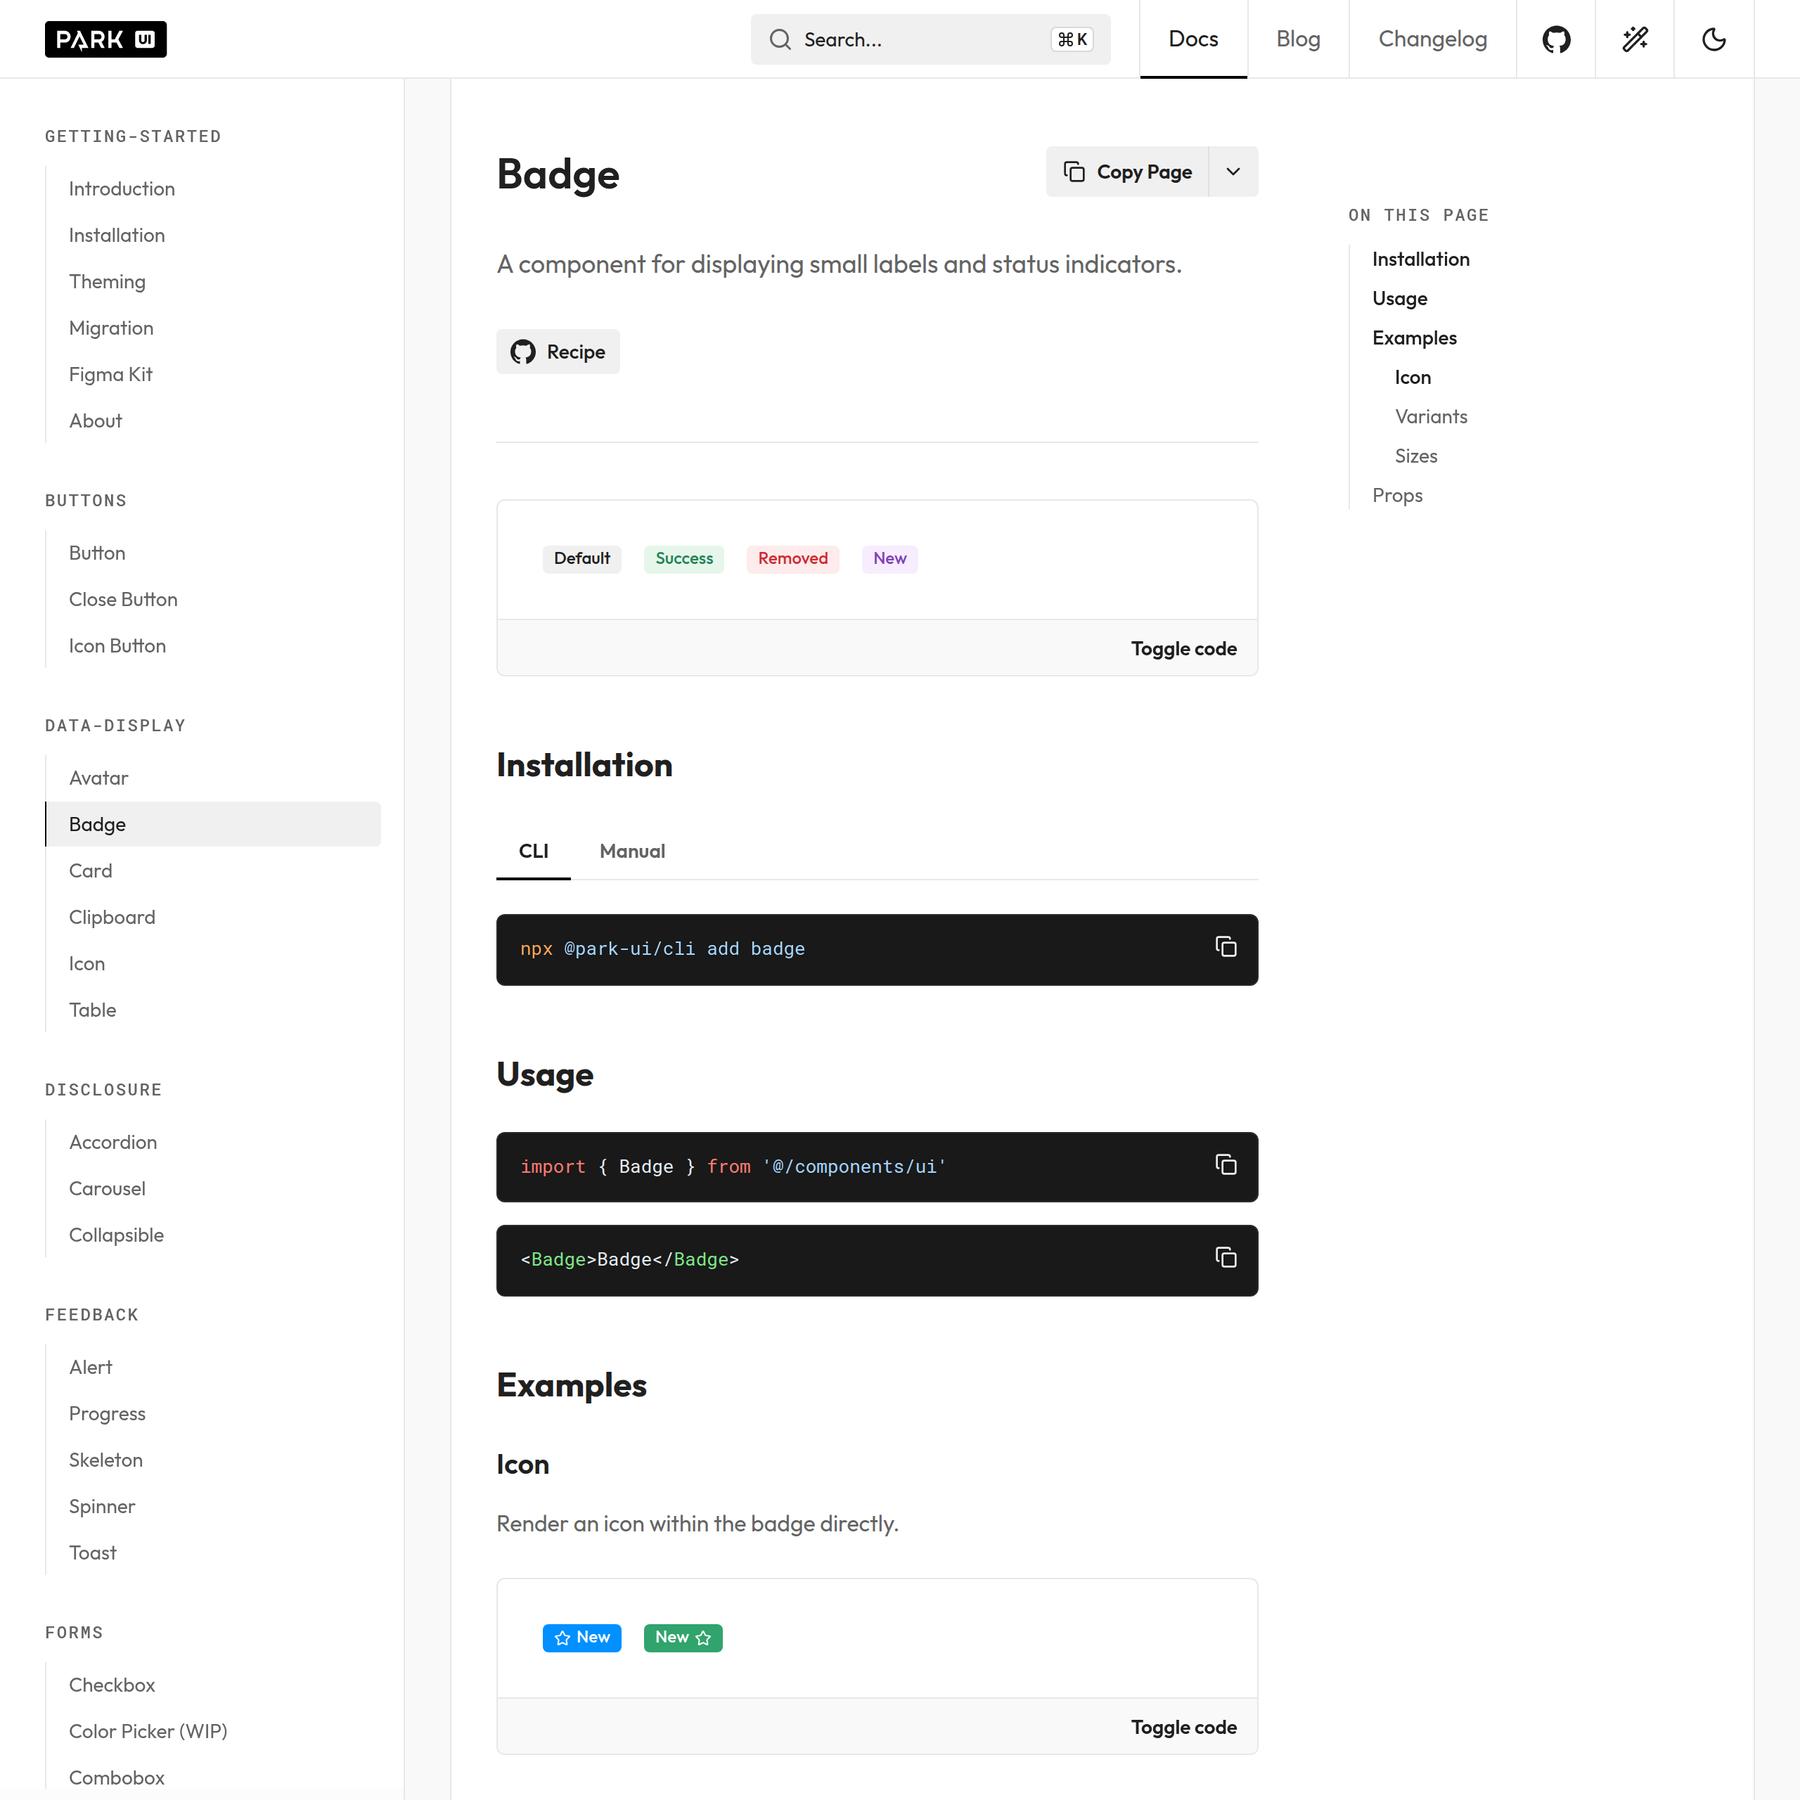 PARK UI
Search...
⌘ K
Docs
Blog
Changelog
GETTING-STARTED
Introduction
Installation
Theming
Migration
Figma Kit
About
BUTTONS
Button
Close Button
Icon Button
DATA-DISPLAY
Avatar
Badge
Card
Clipboard
Icon
Table
DISCLOSURE
Accordion
Carousel
Collapsible
FEEDBACK
Alert
Progress
Skeleton
Spinner
Toast
FORMS
Checkbox
Color Picker (WIP)
Combobox
Badge
Copy Page
A component for displaying small labels and status indicators.
Recipe
Default
Success
Removed
New
Toggle code
Installation
CLI
Manual
npx @park-ui/cli add badge
Usage
import { Badge } from '@/components/ui'
<Badge>Badge</Badge>
Examples
Icon
Render an icon within the badge directly.
New
New
Toggle code
ON THIS PAGE
Installation
Usage
Examples
Icon
Variants
Sizes
Props